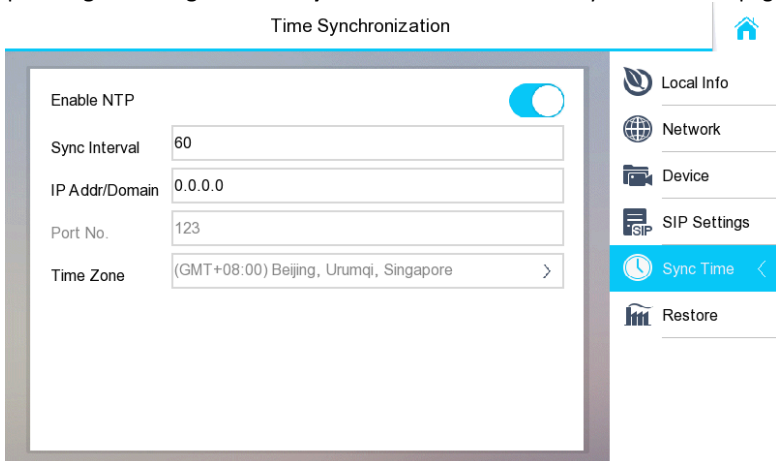 Time Synchronization
Enable NTP
Sync Interval 60
IP Addr/Domain 0.0.0.0
Port No. 123
Time Zone (GMT+08:00) Beijing, Urumqi, Singapore >
Local Info
Network
Device
SIP SIP Settings
Sync Time <
Restore